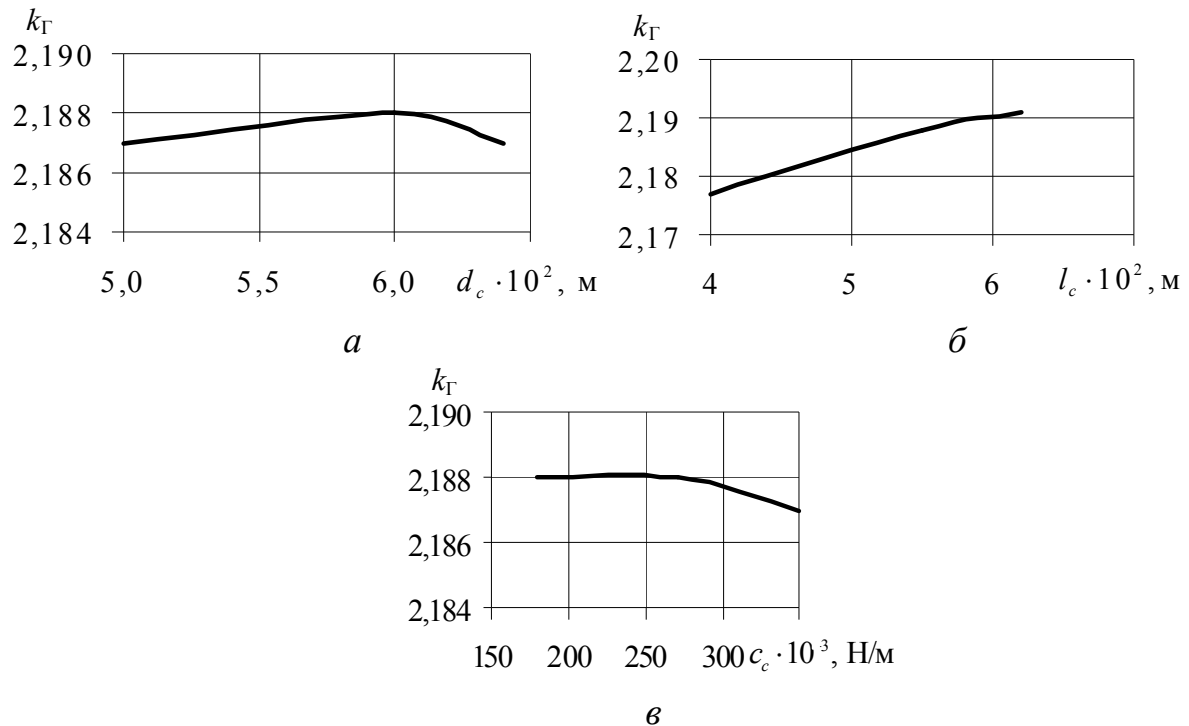 k_Г
2,190
2,188
2,186
2,184
5,0 5,5 6,0 d_c · 10², м
а
k_Г
2,20
2,19
2,18
2,17
4 5 6 l_c · 10², м
б
k_Г
2,190
2,188
2,186
2,184
150 200 250 300 c_c · 10³, Н/м
в